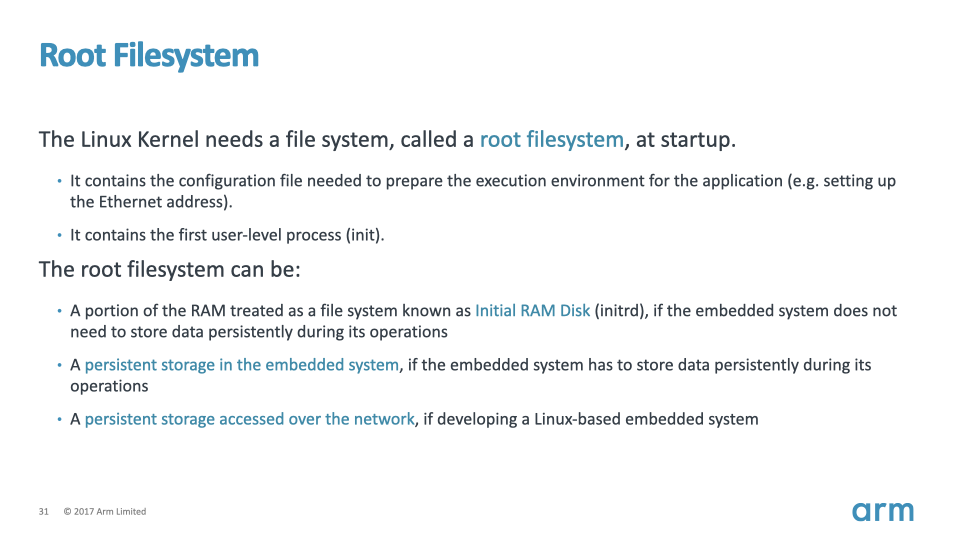 Root Filesystem
The Linux Kernel needs a file system, called a root filesystem, at startup.
• It contains the configuration file needed to prepare the execution environment for the application (e.g. setting up
the Ethernet address).
• It contains the first user-level process (init).
The root filesystem can be:
• A portion of the RAM treated as a file system known as Initial RAM Disk (initrd), if the embedded system does not
need to store data persistently during its operations
• A persistent storage in the embedded system, if the embedded system has to store data persistently during its
operations
• A persistent storage accessed over the network, if developing a Linux-based embedded system
31 © 2017 Arm Limited
arm